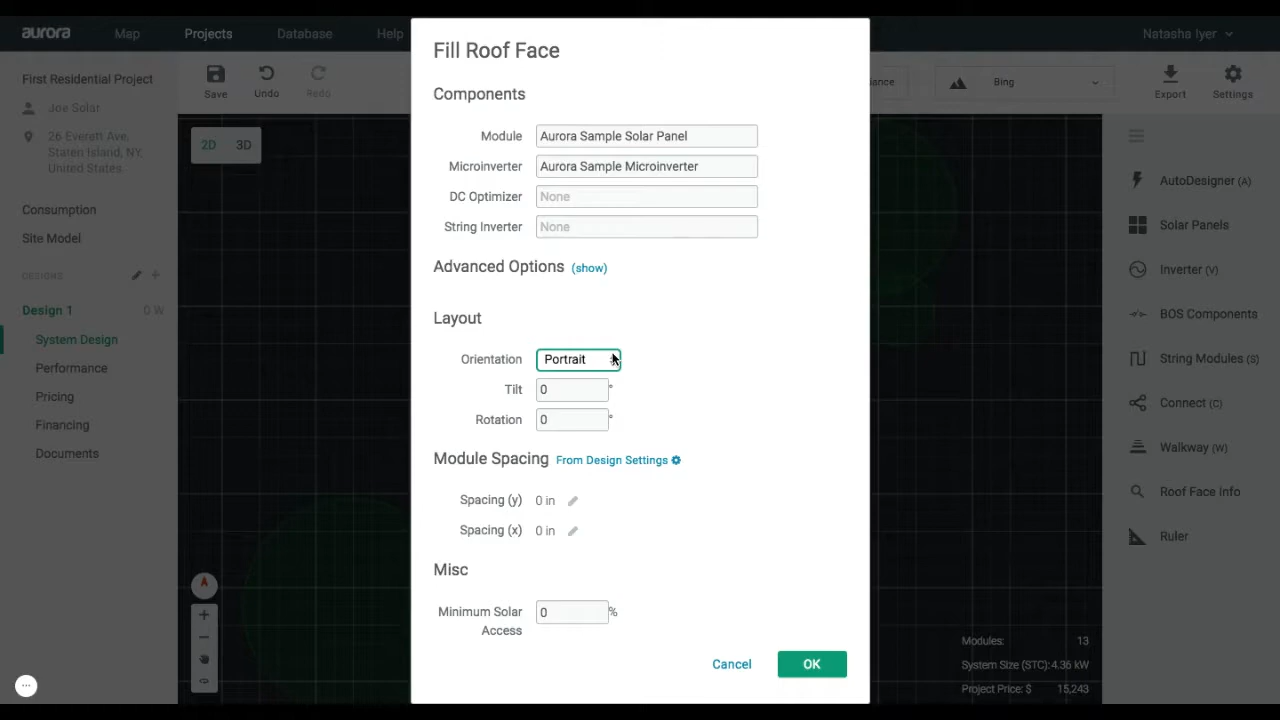 aurora
Map
Projects
Database
Help
Natasha Iyer
First Residential Project
Joe Solar
26 Everett Ave,
Staten Island, NY,
United States
Consumption
Site Model
DESIGNS
Design 1
0 W
System Design
Performance
Pricing
Financing
Documents
Save
Undo
Redo
Bing
Export
Settings
2D
3D
Fill Roof Face
Components
Module
Aurora Sample Solar Panel
Microinverter
Aurora Sample Microinverter
DC Optimizer
None
String Inverter
None
Advanced Options (show)
Layout
Orientation
Portrait
Tilt
0 °
Rotation
0 °
Module Spacing From Design Settings
Spacing (y)
0 in
Spacing (x)
0 in
Misc
Minimum Solar
Access
0 %
Cancel
OK
AutoDesigner (A)
Solar Panels
Inverter (V)
BOS Components
String Modules (S)
Connect (C)
Walkway (W)
Roof Face Info
Ruler
Modules: 13
System Size (STC): 4.36 kW
Project Price: $ 15,243